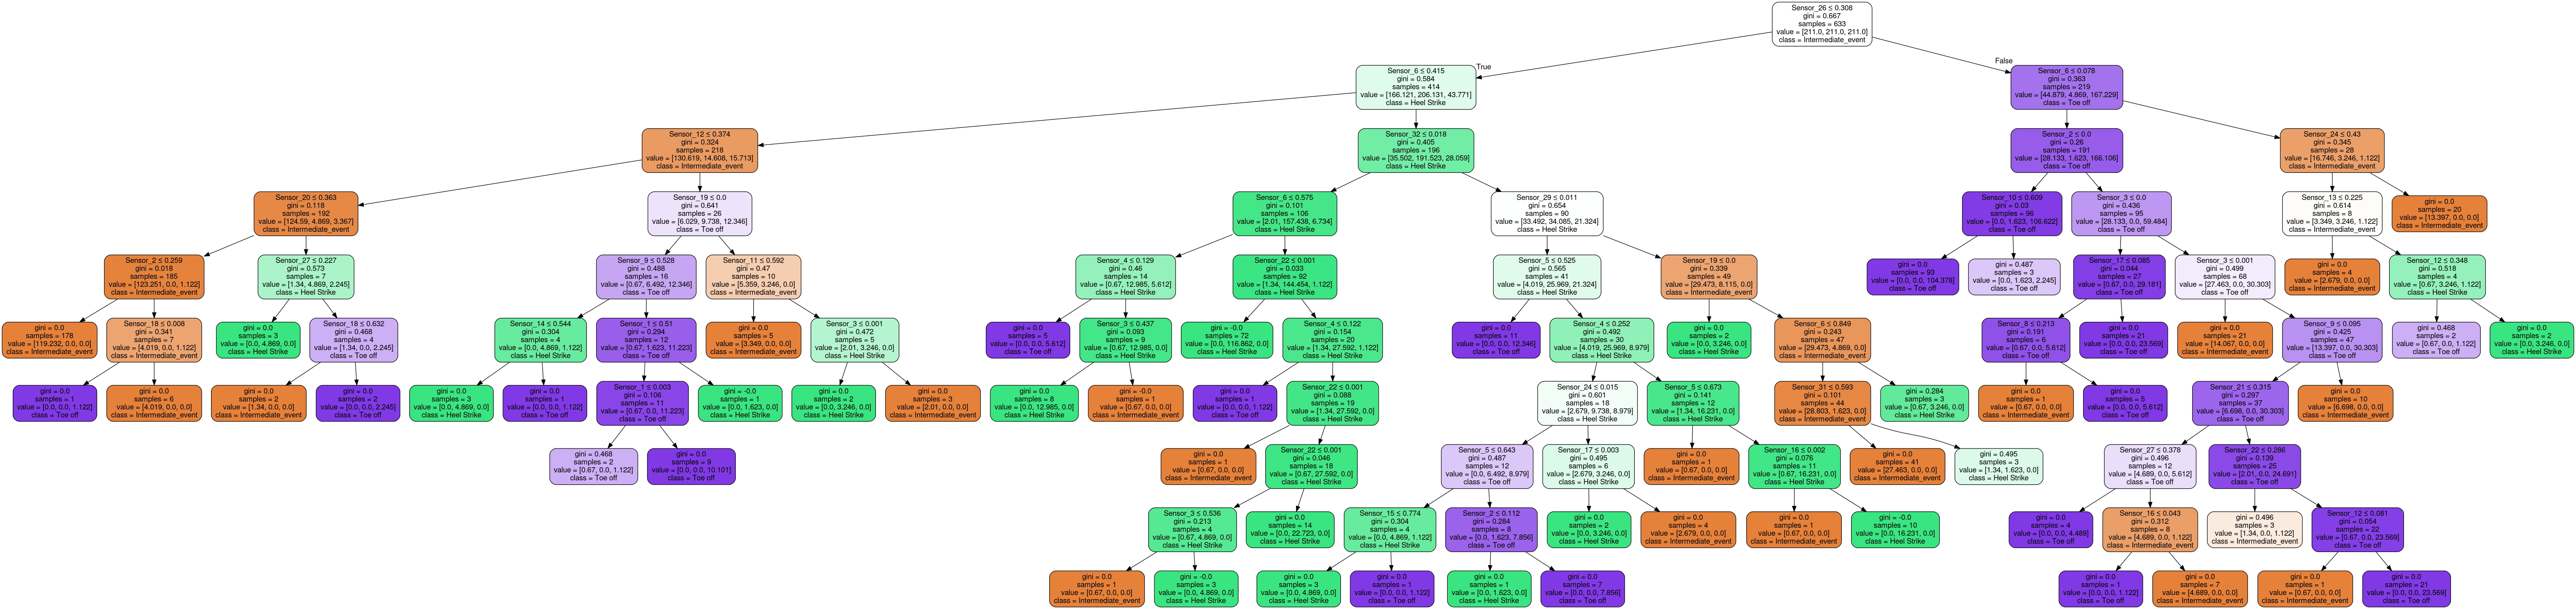 Sensor_26 ≤ 0.308
gini = 0.667
samples = 633
value = [211.0, 211.0, 211.0]
class = Intermediate_event
True
False
Sensor_6 ≤ 0.415
gini = 0.584
samples = 414
value = [166.121, 206.131, 43.771]
class = Heel Strike
Sensor_6 ≤ 0.078
gini = 0.363
samples = 219
value = [44.879, 4.869, 167.229]
class = Toe off
Sensor_12 ≤ 0.374
gini = 0.324
samples = 218
value = [130.619, 14.608, 15.713]
class = Intermediate_event
Sensor_32 ≤ 0.018
gini = 0.405
samples = 196
value = [35.502, 191.523, 28.059]
class = Heel Strike
Sensor_2 ≤ 0.0
gini = 0.26
samples = 191
value = [28.133, 1.623, 166.106]
class = Toe off
Sensor_24 ≤ 0.43
gini = 0.345
samples = 28
value = [16.746, 3.246, 1.122]
class = Intermediate_event
Sensor_20 ≤ 0.363
gini = 0.118
samples = 192
value = [124.59, 4.869, 3.367]
class = Intermediate_event
Sensor_19 ≤ 0.0
gini = 0.641
samples = 26
value = [6.029, 9.738, 12.346]
class = Toe off
Sensor_6 ≤ 0.575
gini = 0.101
samples = 106
value = [2.01, 157.438, 6.734]
class = Heel Strike
Sensor_29 ≤ 0.011
gini = 0.654
samples = 90
value = [33.492, 34.085, 21.324]
class = Heel Strike
Sensor_10 ≤ 0.609
gini = 0.03
samples = 96
value = [0.0, 1.623, 106.622]
class = Toe off
Sensor_3 ≤ 0.0
gini = 0.436
samples = 95
value = [28.133, 0.0, 59.484]
class = Toe off
Sensor_13 ≤ 0.225
gini = 0.614
samples = 8
value = [3.349, 3.246, 1.122]
class = Intermediate_event
gini = 0.0
samples = 20
value = [13.397, 0.0, 0.0]
class = Intermediate_event
Sensor_2 ≤ 0.259
gini = 0.018
samples = 185
value = [123.251, 0.0, 1.122]
class = Intermediate_event
Sensor_27 ≤ 0.227
gini = 0.573
samples = 7
value = [1.34, 4.869, 2.245]
class = Heel Strike
Sensor_9 ≤ 0.528
gini = 0.488
samples = 16
value = [0.67, 6.492, 12.346]
class = Toe off
Sensor_11 ≤ 0.592
gini = 0.47
samples = 10
value = [5.359, 3.246, 0.0]
class = Intermediate_event
Sensor_4 ≤ 0.129
gini = 0.46
samples = 14
value = [0.67, 12.985, 5.612]
class = Heel Strike
Sensor_22 ≤ 0.001
gini = 0.033
samples = 92
value = [1.34, 144.454, 1.122]
class = Heel Strike
Sensor_5 ≤ 0.525
gini = 0.565
samples = 41
value = [4.019, 25.969, 21.324]
class = Heel Strike
Sensor_19 ≤ 0.0
gini = 0.339
samples = 49
value = [29.473, 8.115, 0.0]
class = Intermediate_event
gini = 0.0
samples = 93
value = [0.0, 0.0, 104.378]
class = Toe off
gini = 0.487
samples = 3
value = [0.0, 1.623, 2.245]
class = Toe off
Sensor_17 ≤ 0.085
gini = 0.044
samples = 27
value = [0.67, 0.0, 29.181]
class = Toe off
Sensor_3 ≤ 0.001
gini = 0.499
samples = 68
value = [27.463, 0.0, 30.303]
class = Toe off
gini = 0.0
samples = 4
value = [2.679, 0.0, 0.0]
class = Intermediate_event
Sensor_12 ≤ 0.348
gini = 0.518
samples = 4
value = [0.67, 3.246, 1.122]
class = Heel Strike
gini = 0.0
samples = 178
value = [119.232, 0.0, 0.0]
class = Intermediate_event
Sensor_18 ≤ 0.008
gini = 0.341
samples = 7
value = [4.019, 0.0, 1.122]
class = Intermediate_event
gini = 0.0
samples = 3
value = [0.0, 4.869, 0.0]
class = Heel Strike
Sensor_18 ≤ 0.632
gini = 0.468
samples = 4
value = [1.34, 0.0, 2.245]
class = Toe off
Sensor_14 ≤ 0.544
gini = 0.304
samples = 4
value = [0.0, 4.869, 1.122]
class = Heel Strike
Sensor_1 ≤ 0.51
gini = 0.294
samples = 12
value = [0.67, 1.623, 11.223]
class = Toe off
gini = 0.0
samples = 5
value = [3.349, 0.0, 0.0]
class = Intermediate_event
Sensor_3 ≤ 0.001
gini = 0.472
samples = 5
value = [2.01, 3.246, 0.0]
class = Heel Strike
gini = 0.0
samples = 5
value = [0.0, 0.0, 5.612]
class = Toe off
Sensor_3 ≤ 0.437
gini = 0.093
samples = 9
value = [0.67, 12.985, 0.0]
class = Heel Strike
gini = -0.0
samples = 72
value = [0.0, 116.862, 0.0]
class = Heel Strike
Sensor_4 ≤ 0.122
gini = 0.154
samples = 20
value = [1.34, 27.592, 1.122]
class = Heel Strike
gini = 0.0
samples = 11
value = [0.0, 0.0, 12.346]
class = Toe off
Sensor_4 ≤ 0.252
gini = 0.492
samples = 30
value = [4.019, 25.969, 8.979]
class = Heel Strike
gini = 0.0
samples = 2
value = [0.0, 3.246, 0.0]
class = Heel Strike
Sensor_6 ≤ 0.849
gini = 0.243
samples = 47
value = [29.473, 4.869, 0.0]
class = Intermediate_event
Sensor_8 ≤ 0.213
gini = 0.191
samples = 6
value = [0.67, 0.0, 5.612]
class = Toe off
gini = 0.0
samples = 21
value = [0.0, 0.0, 23.569]
class = Toe off
gini = 0.0
samples = 21
value = [14.067, 0.0, 0.0]
class = Intermediate_event
Sensor_9 ≤ 0.095
gini = 0.425
samples = 47
value = [13.397, 0.0, 30.303]
class = Toe off
gini = 0.468
samples = 2
value = [0.67, 0.0, 1.122]
class = Toe off
gini = 0.0
samples = 2
value = [0.0, 3.246, 0.0]
class = Heel Strike
gini = 0.0
samples = 1
value = [0.0, 0.0, 1.122]
class = Toe off
gini = 0.0
samples = 6
value = [4.019, 0.0, 0.0]
class = Intermediate_event
gini = 0.0
samples = 2
value = [1.34, 0.0, 0.0]
class = Intermediate_event
gini = 0.0
samples = 2
value = [0.0, 0.0, 2.245]
class = Toe off
gini = 0.0
samples = 3
value = [0.0, 4.869, 0.0]
class = Heel Strike
gini = 0.0
samples = 1
value = [0.0, 0.0, 1.122]
class = Toe off
Sensor_1 ≤ 0.003
gini = 0.106
samples = 11
value = [0.67, 0.0, 11.223]
class = Toe off
gini = -0.0
samples = 1
value = [0.0, 1.623, 0.0]
class = Heel Strike
gini = 0.0
samples = 2
value = [0.0, 3.246, 0.0]
class = Heel Strike
gini = 0.0
samples = 3
value = [2.01, 0.0, 0.0]
class = Intermediate_event
gini = 0.0
samples = 8
value = [0.0, 12.985, 0.0]
class = Heel Strike
gini = -0.0
samples = 1
value = [0.67, 0.0, 0.0]
class = Intermediate_event
gini = 0.0
samples = 1
value = [0.0, 0.0, 1.122]
class = Toe off
Sensor_22 ≤ 0.001
gini = 0.088
samples = 19
value = [1.34, 27.592, 0.0]
class = Heel Strike
Sensor_24 ≤ 0.015
gini = 0.601
samples = 18
value = [2.679, 9.738, 8.979]
class = Heel Strike
Sensor_5 ≤ 0.673
gini = 0.141
samples = 12
value = [1.34, 16.231, 0.0]
class = Heel Strike
Sensor_31 ≤ 0.593
gini = 0.101
samples = 44
value = [28.803, 1.623, 0.0]
class = Intermediate_event
gini = 0.284
samples = 3
value = [0.67, 3.246, 0.0]
class = Heel Strike
gini = 0.0
samples = 1
value = [0.67, 0.0, 0.0]
class = Intermediate_event
gini = 0.0
samples = 5
value = [0.0, 0.0, 5.612]
class = Toe off
Sensor_21 ≤ 0.315
gini = 0.297
samples = 37
value = [6.698, 0.0, 30.303]
class = Toe off
gini = 0.0
samples = 10
value = [6.698, 0.0, 0.0]
class = Intermediate_event
gini = 0.468
samples = 2
value = [0.67, 0.0, 1.122]
class = Toe off
gini = 0.0
samples = 9
value = [0.0, 0.0, 10.101]
class = Toe off
gini = 0.0
samples = 1
value = [0.67, 0.0, 0.0]
class = Intermediate_event
Sensor_22 ≤ 0.001
gini = 0.046
samples = 18
value = [0.67, 27.592, 0.0]
class = Heel Strike
Sensor_5 ≤ 0.643
gini = 0.487
samples = 12
value = [0.0, 6.492, 8.979]
class = Toe off
Sensor_17 ≤ 0.003
gini = 0.495
samples = 6
value = [2.679, 3.246, 0.0]
class = Heel Strike
gini = 0.0
samples = 1
value = [0.67, 0.0, 0.0]
class = Intermediate_event
Sensor_16 ≤ 0.002
gini = 0.076
samples = 11
value = [0.67, 16.231, 0.0]
class = Heel Strike
gini = 0.0
samples = 41
value = [27.463, 0.0, 0.0]
class = Intermediate_event
gini = 0.495
samples = 3
value = [1.34, 1.623, 0.0]
class = Heel Strike
Sensor_27 ≤ 0.378
gini = 0.496
samples = 12
value = [4.689, 0.0, 5.612]
class = Toe off
Sensor_22 ≤ 0.286
gini = 0.139
samples = 25
value = [2.01, 0.0, 24.691]
class = Toe off
Sensor_3 ≤ 0.536
gini = 0.213
samples = 4
value = [0.67, 4.869, 0.0]
class = Heel Strike
gini = 0.0
samples = 14
value = [0.0, 22.723, 0.0]
class = Heel Strike
Sensor_15 ≤ 0.774
gini = 0.304
samples = 4
value = [0.0, 4.869, 1.122]
class = Heel Strike
Sensor_2 ≤ 0.112
gini = 0.284
samples = 8
value = [0.0, 1.623, 7.856]
class = Toe off
gini = 0.0
samples = 2
value = [0.0, 3.246, 0.0]
class = Heel Strike
gini = 0.0
samples = 4
value = [2.679, 0.0, 0.0]
class = Intermediate_event
gini = 0.0
samples = 1
value = [0.67, 0.0, 0.0]
class = Intermediate_event
gini = -0.0
samples = 10
value = [0.0, 16.231, 0.0]
class = Heel Strike
gini = 0.0
samples = 4
value = [0.0, 0.0, 4.489]
class = Toe off
Sensor_16 ≤ 0.043
gini = 0.312
samples = 8
value = [4.689, 0.0, 1.122]
class = Intermediate_event
gini = 0.496
samples = 3
value = [1.34, 0.0, 1.122]
class = Intermediate_event
Sensor_12 ≤ 0.081
gini = 0.054
samples = 22
value = [0.67, 0.0, 23.569]
class = Toe off
gini = 0.0
samples = 1
value = [0.67, 0.0, 0.0]
class = Intermediate_event
gini = -0.0
samples = 3
value = [0.0, 4.869, 0.0]
class = Heel Strike
gini = 0.0
samples = 3
value = [0.0, 4.869, 0.0]
class = Heel Strike
gini = 0.0
samples = 1
value = [0.0, 0.0, 1.122]
class = Toe off
gini = 0.0
samples = 1
value = [0.0, 1.623, 0.0]
class = Heel Strike
gini = 0.0
samples = 7
value = [0.0, 0.0, 7.856]
class = Toe off
gini = 0.0
samples = 1
value = [0.0, 0.0, 1.122]
class = Toe off
gini = 0.0
samples = 7
value = [4.689, 0.0, 0.0]
class = Intermediate_event
gini = 0.0
samples = 1
value = [0.67, 0.0, 0.0]
class = Intermediate_event
gini = 0.0
samples = 21
value = [0.0, 0.0, 23.569]
class = Toe off